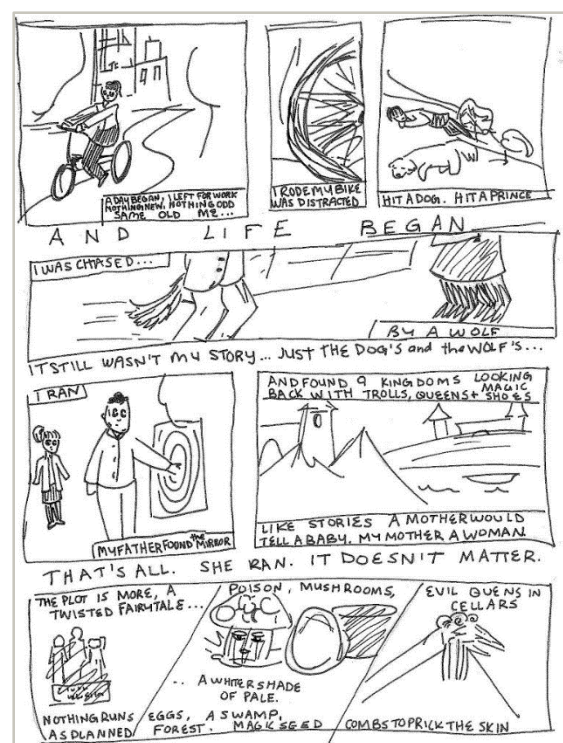 A DAY BEGAN, I LEFT FOR WORK
NOTHING NEW, NOTHING ODD
SAME OLD ME...
I RODE MY BIKE
WAS DISTRACTED
HIT A DOG. HIT A PRINCE
AND LIFE BEGAN
I WAS CHASED...
BY A WOLF
IT STILL WASN'T MY STORY... JUST THE DOG'S and the WOLF'S...
I RAN
MY FATHER FOUND the MIRROR
AND FOUND 9 KINGDOMS LOOKING
BACK WITH TROLLS, QUEENS + MAGIC SHOES
LIKE STORIES A MOTHER WOULD
TELL A BABY. MY MOTHER A WOMAN
THAT'S ALL. SHE RAN. IT DOESN'T MATTER.
THE PLOT IS MORE, A
TWISTED FAIRYTALE...
NOTHING RUNS
AS PLANNED
POISON, MUSHROOMS,
.. A WHITER SHADE
OF PALE.
EGGS, A SWAMP,
FOREST. MAGIC SEED
EVIL QUENS IN
CELLARS
COMBS TO PRICK THE SKIN